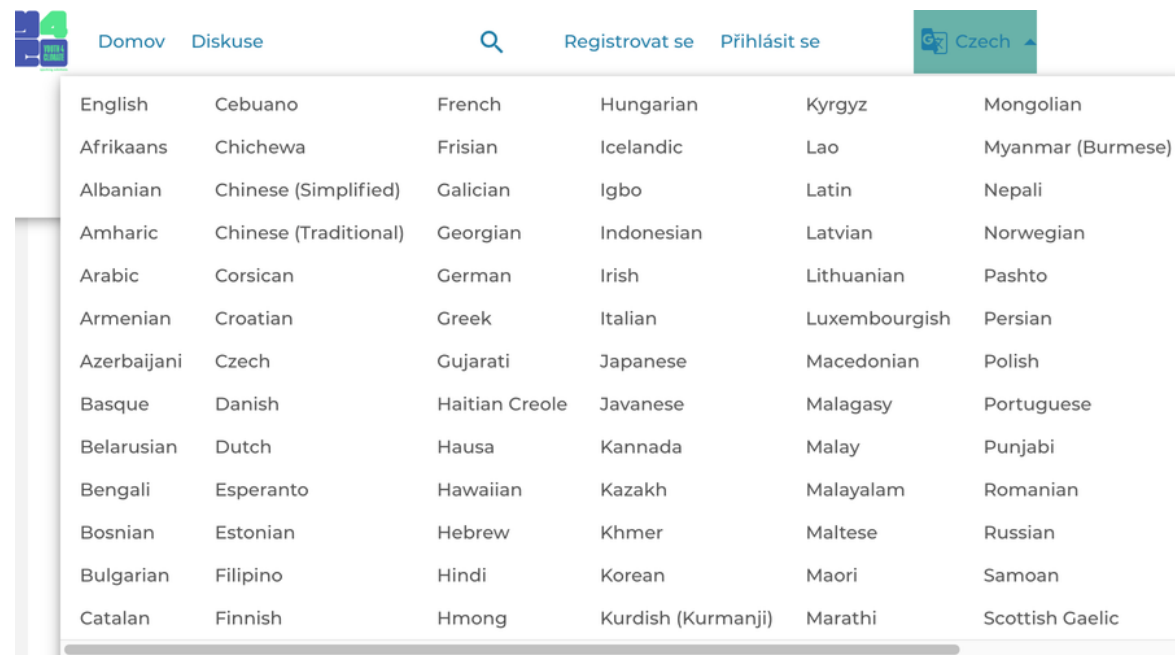 Y4
C YOUTH 4
CLIMATE
Domov Diskuse Registrovat se Přihlásit se Czech
English Cebuano French Hungarian Kyrgyz Mongolian
Afrikaans Chichewa Frisian Icelandic Lao Myanmar (Burmese)
Albanian Chinese (Simplified) Galician Igbo Latin Nepali
Amharic Chinese (Traditional) Georgian Indonesian Latvian Norwegian
Arabic Corsican German Irish Lithuanian Pashto
Armenian Croatian Greek Italian Luxembourgish Persian
Azerbaijani Czech Gujarati Japanese Macedonian Polish
Basque Danish Haitian Creole Javanese Malagasy Portuguese
Belarusian Dutch Hausa Kannada Malay Punjabi
Bengali Esperanto Hawaiian Kazakh Malayalam Romanian
Bosnian Estonian Hebrew Khmer Maltese Russian
Bulgarian Filipino Hindi Korean Maori Samoan
Catalan Finnish Hmong Kurdish (Kurmanji) Marathi Scottish Gaelic